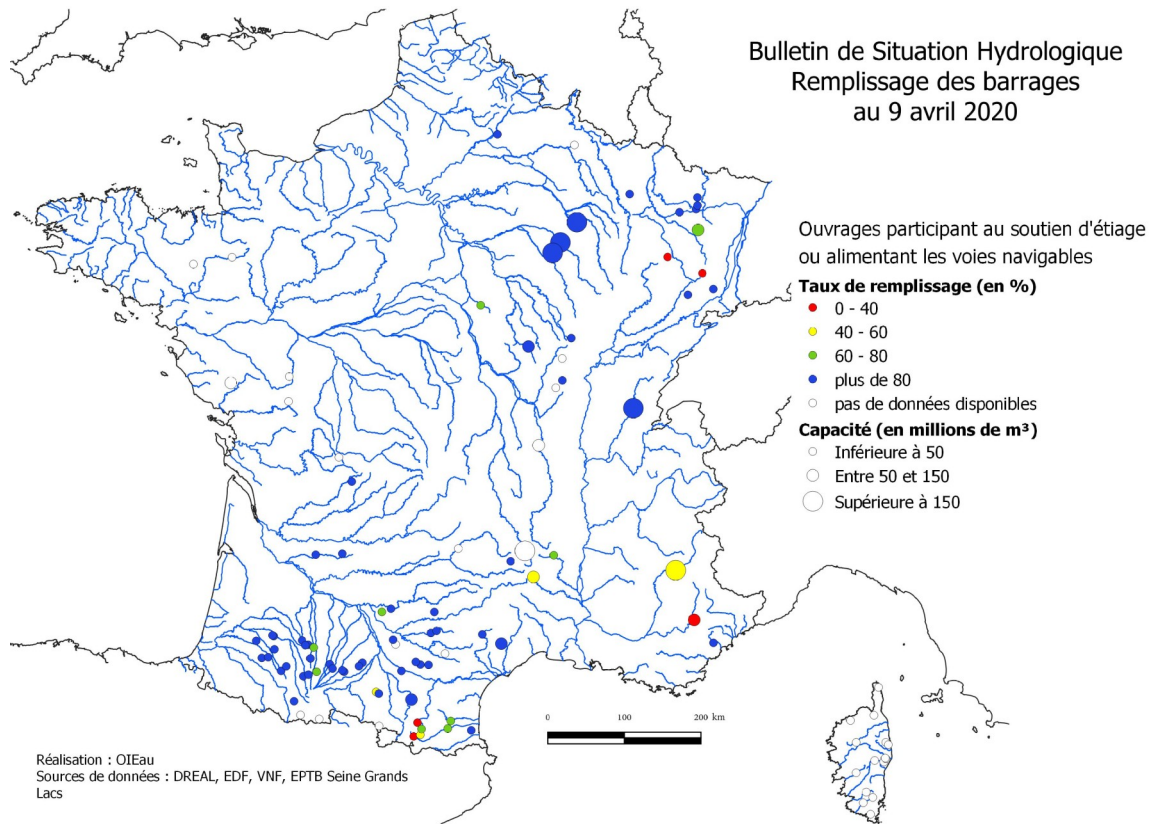 Bulletin de Situation Hydrologique
Remplissage des barrages
au 9 avril 2020
Ouvrages participant au soutien d'étiage
ou alimentant les voies navigables
Taux de remplissage (en %)
0 - 40
40 - 60
60 - 80
plus de 80
pas de données disponibles
Capacité (en millions de m³)
Inférieure à 50
Entre 50 et 150
Supérieure à 150
0 100 200 km
Réalisation : OIEau
Sources de données : DREAL, EDF, VNF, EPTB Seine Grands
Lacs